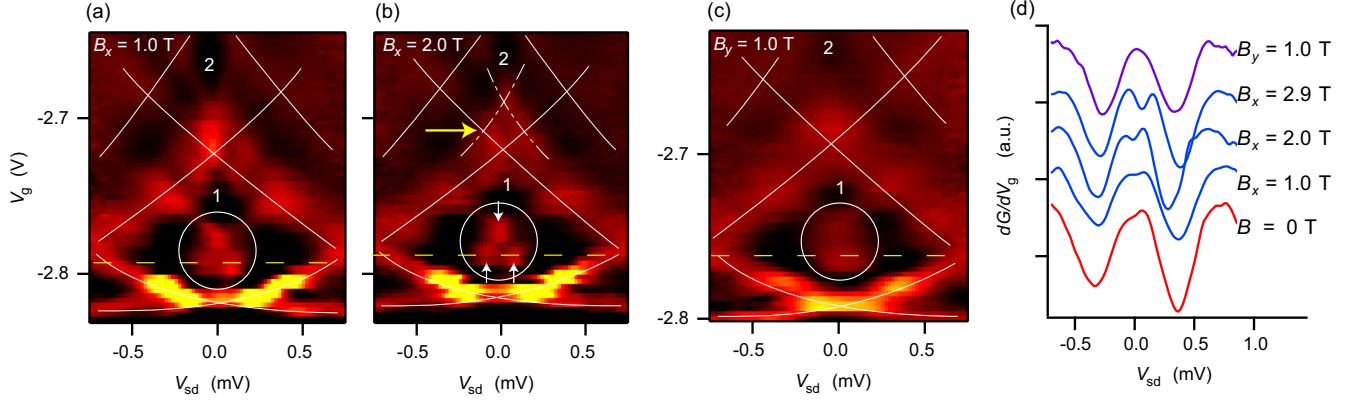 (a)
(b)
(c)
(d)
Bx = 1.0 T
Bx = 2.0 T
By = 1.0 T
2
2
2
1
1
1
Vg (V)
-2.7
-2.8
-2.7
-2.8
-0.5 0.0 0.5
Vsd (mV)
-0.5 0.0 0.5
Vsd (mV)
-0.5 0.0 0.5
Vsd (mV)
dG/dVg (a.u.)
By = 1.0 T
Bx = 2.9 T
Bx = 2.0 T
Bx = 1.0 T
B = 0 T
-0.5 0.0 0.5 1.0
Vsd (mV)